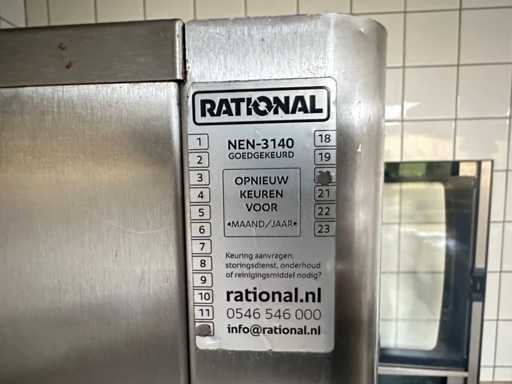 RATIONAL
NEN-3140
GOEDGEKEURD
OPNIEUW
KEUREN
VOOR
◄MAAND/JAAR►
1
2
3
4
5
6
7
8
9
10
11
18
19
21
22
23
Keuring aanvragen,
storingsdienst, onderhoud
of reinigingsmiddel nodig?
rational.nl
0546 546 000
info@rational.nl